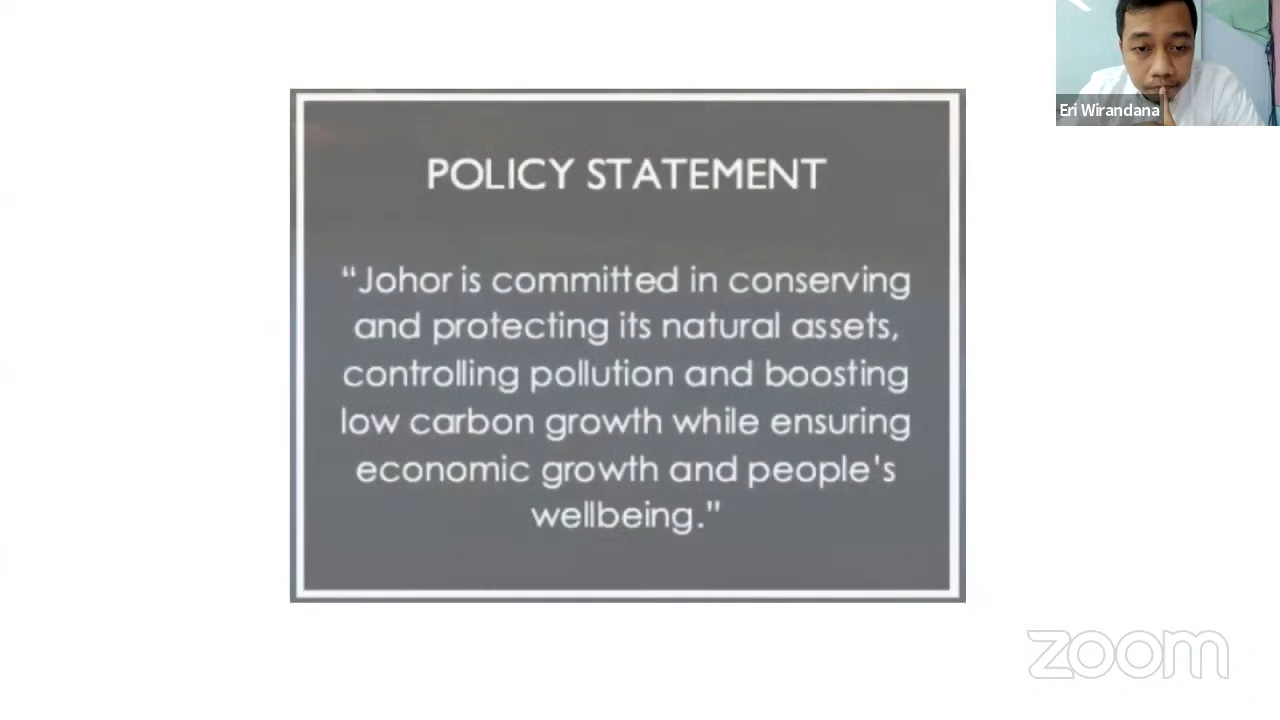 Eri Wirandana
POLICY STATEMENT
“Johor is committed in conserving
and protecting its natural assets,
controlling pollution and boosting
low carbon growth while ensuring
economic growth and people's
wellbeing.”
zoom